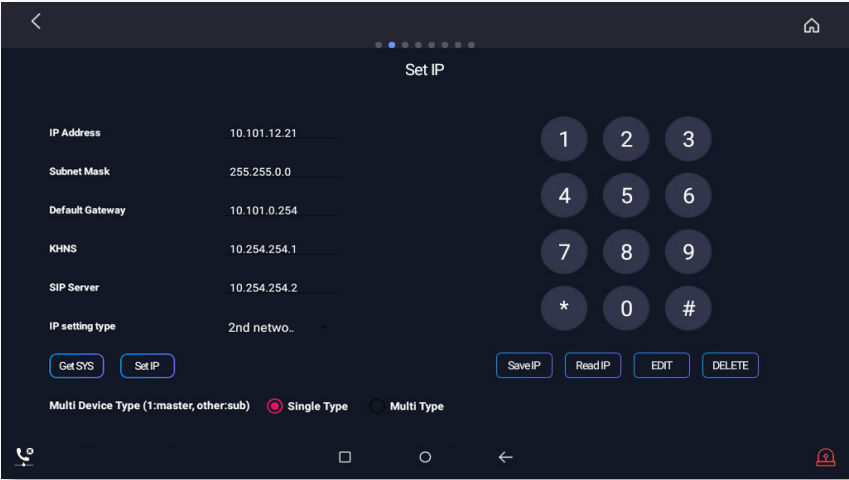 Set IP
IP Address 10.101.12.21
Subnet Mask 255.255.0.0
Default Gateway 10.101.0.254
KHNS 10.254.254.1
SIP Server 10.254.254.2
IP setting type 2nd netwo..
Get SYS Set IP
Multi Device Type (1:master, other:sub) Single Type Multi Type
1 2 3
4 5 6
7 8 9
* 0 #
Save IP Read IP EDIT DELETE